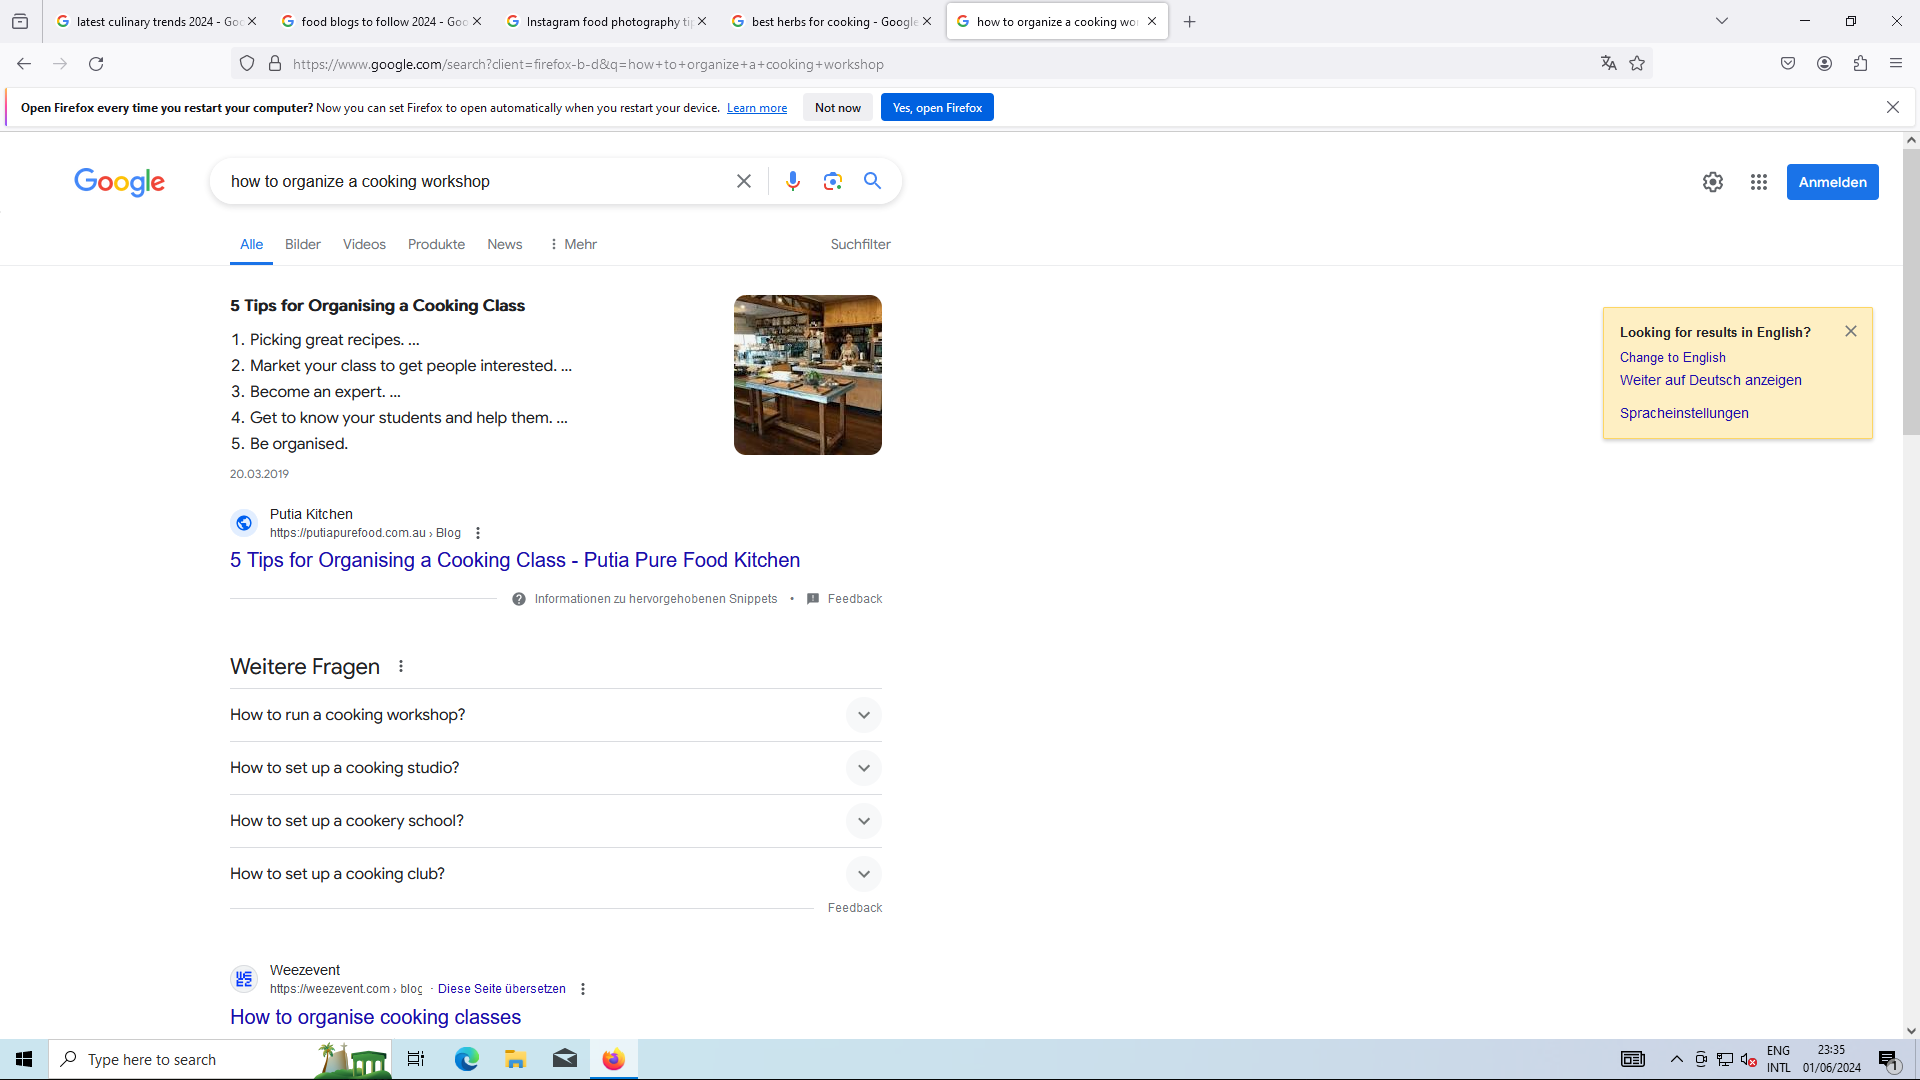 latest culinary trends 2024 - Goo
food blogs to follow 2024 - Goo
Instagram food photography tip
best herbs for cooking - Google
how to organize a cooking wor
https://www.google.com/search?client=firefox-b-d&q=how+to+organize+a+cooking+workshop
Open Firefox every time you restart your computer? Now you can set Firefox to open automatically when you restart your device. Learn more
Not now
Yes, open Firefox
Google
how to organize a cooking workshop
Anmelden
Alle
Bilder
Videos
Produkte
News
Mehr
Suchfilter
5 Tips for Organising a Cooking Class
1. Picking great recipes. ...
2. Market your class to get people interested. ...
3. Become an expert. ...
4. Get to know your students and help them. ...
5. Be organised.
20.03.2019
Looking for results in English?
Change to English
Weiter auf Deutsch anzeigen
Spracheinstellungen
Putia Kitchen
https://putiapurefood.com.au › Blog
5 Tips for Organising a Cooking Class - Putia Pure Food Kitchen
Informationen zu hervorgehobenen Snippets • Feedback
Weitere Fragen
How to run a cooking workshop?
How to set up a cooking studio?
How to set up a cookery school?
How to set up a cooking club?
Feedback
WEEZ
Weezevent
https://weezevent.com › blog · Diese Seite übersetzen
How to organise cooking classes
Type here to search
ENG
INTL
23:35
01/06/2024
1